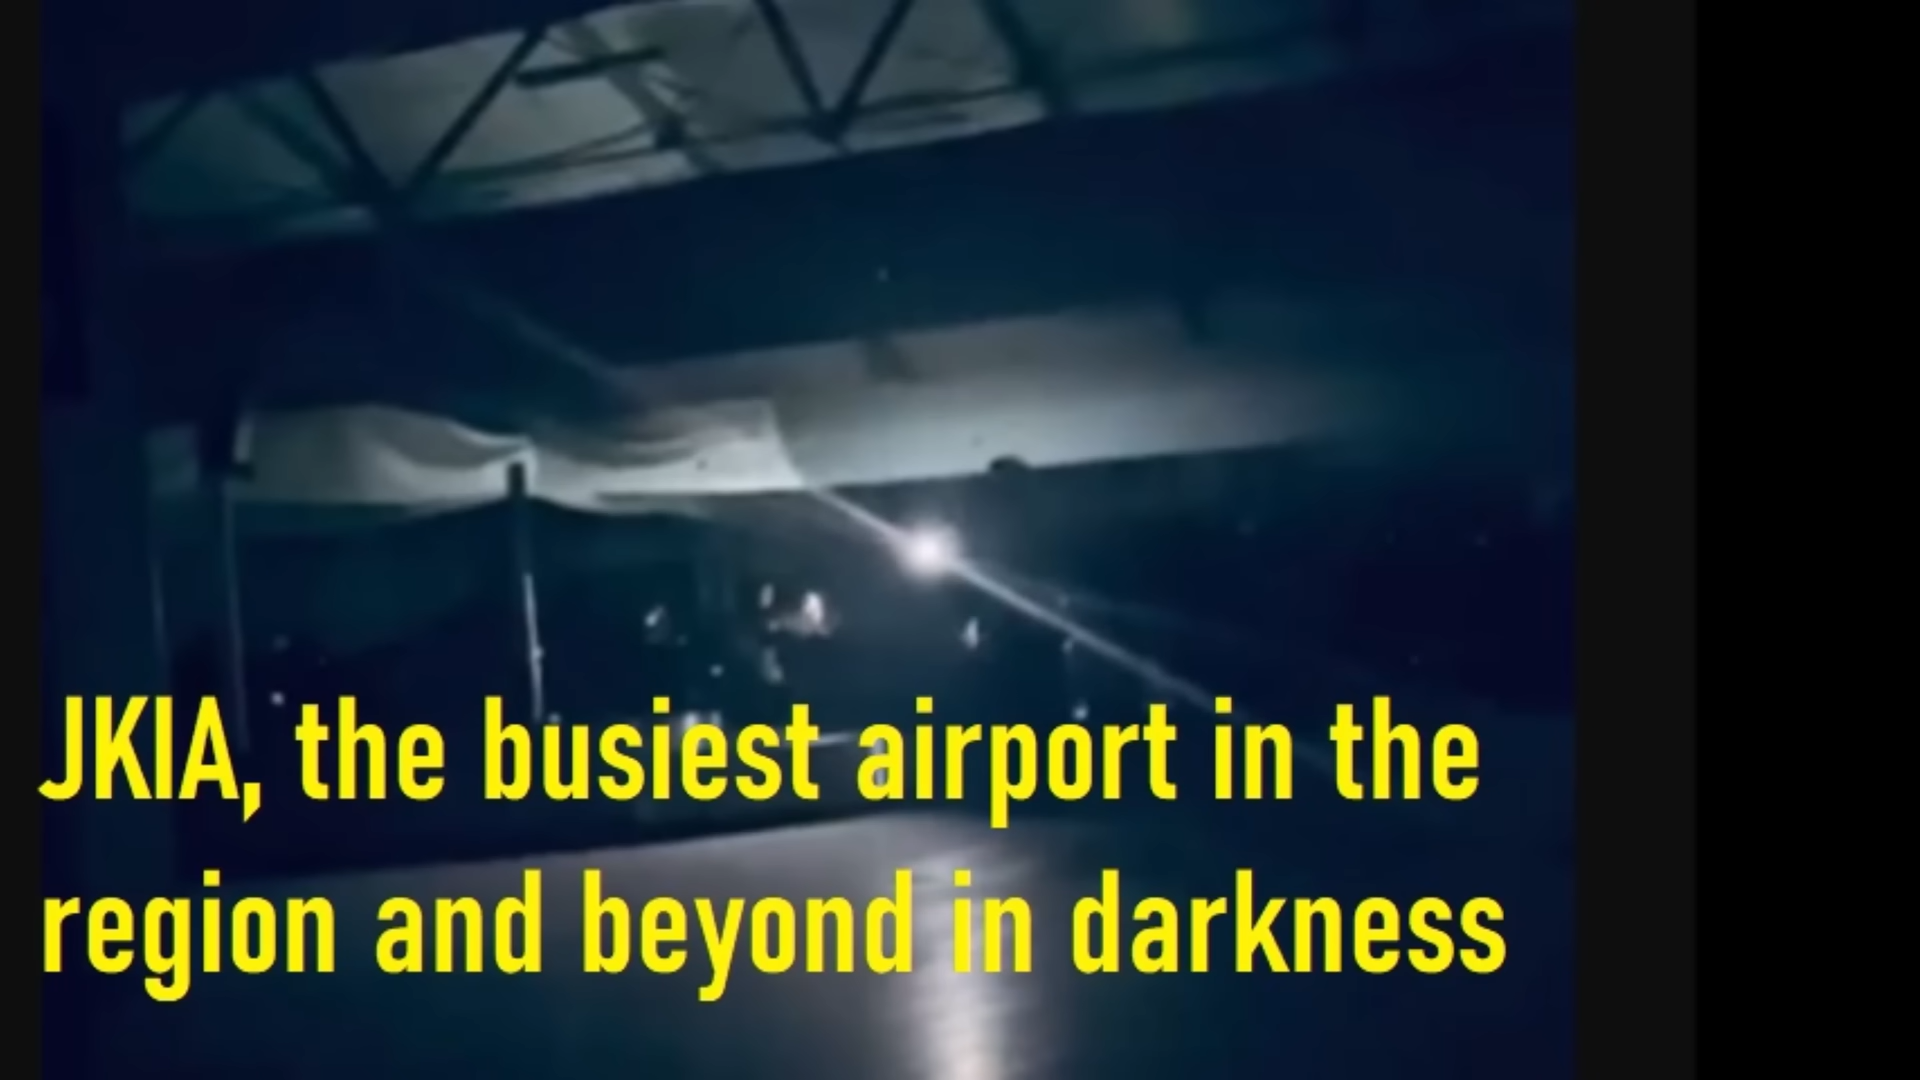 JKIA, the busiest airport in the
region and beyond in darkness